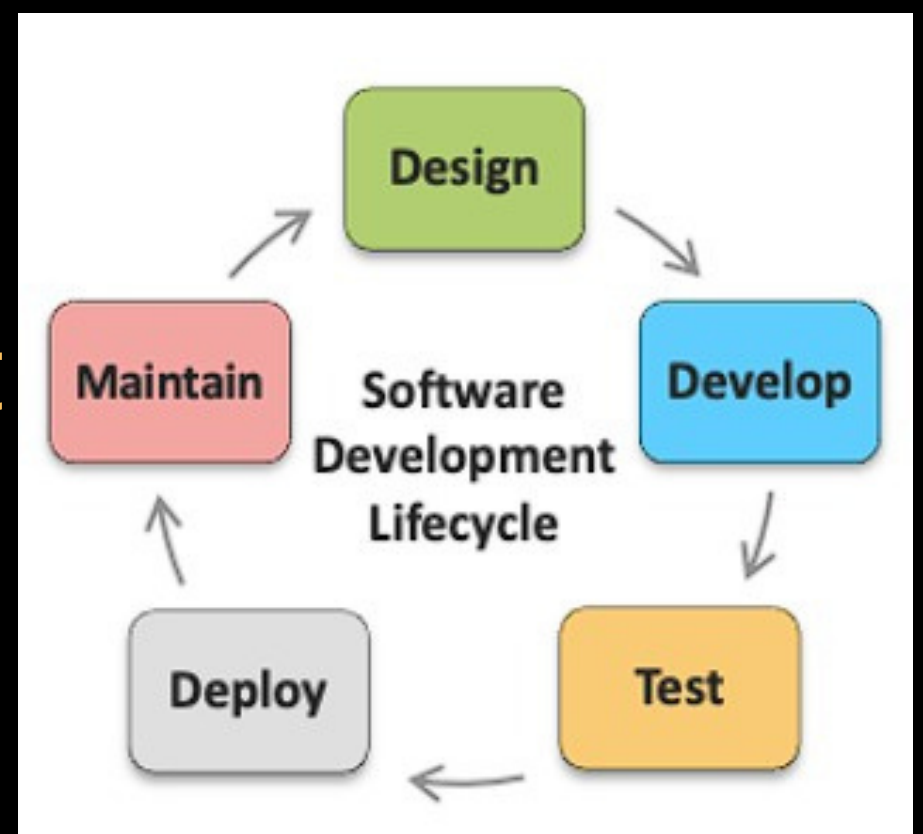 Design
Maintain
Develop
Software
Development
Lifecycle
Deploy
Test